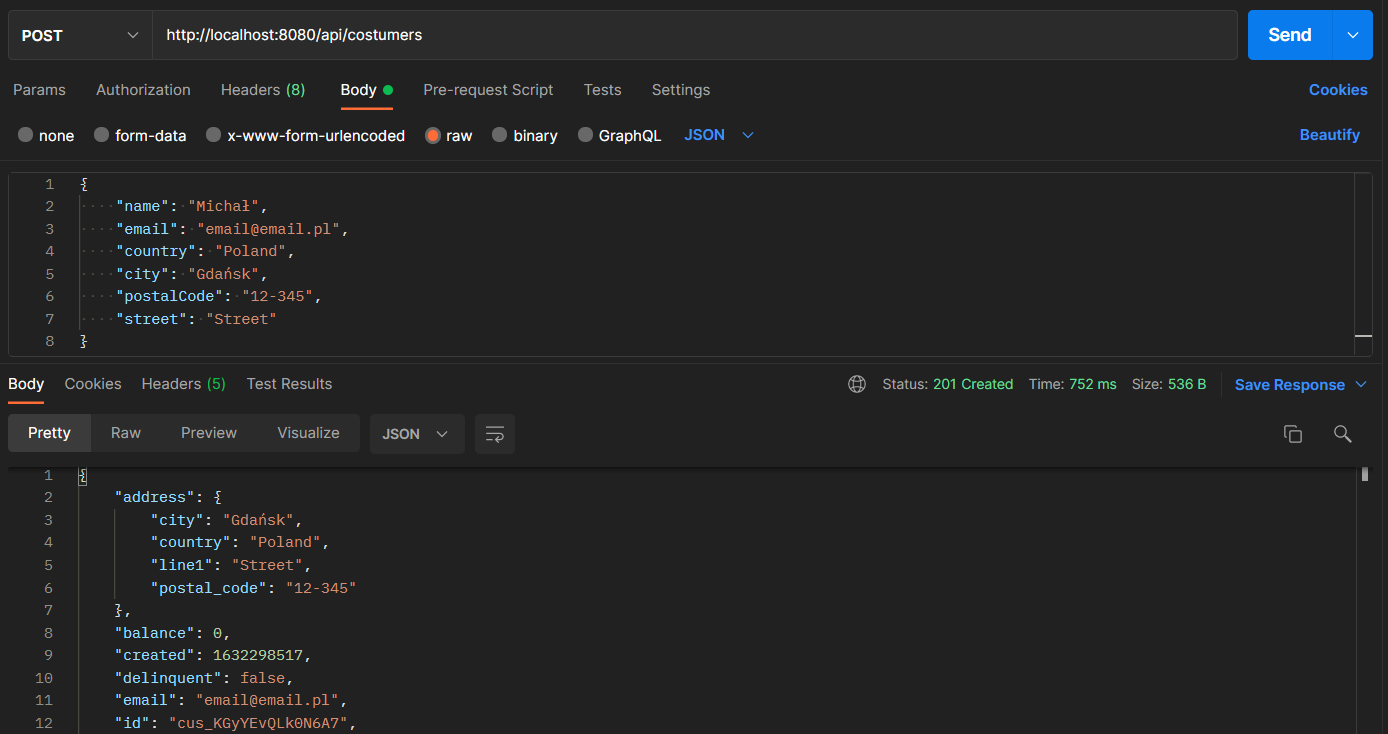 POST http://localhost:8080/api/costumers Send
Params Authorization Headers (8) Body Pre-request Script Tests Settings Cookies
none form-data x-www-form-urlencoded raw binary GraphQL JSON Beautify
1 {
2 "name": "Michał",
3 "email": "email@email.pl",
4 "country": "Poland",
5 "city": "Gdańsk",
6 "postalCode": "12-345",
7 "street": "Street"
8 }
Body Cookies Headers (5) Test Results Status: 201 Created Time: 752 ms Size: 536 B Save Response
Pretty Raw Preview Visualize JSON
1 {
2 "address": {
3 "city": "Gdańsk",
4 "country": "Poland",
5 "line1": "Street",
6 "postal_code": "12-345"
7 },
8 "balance": 0,
9 "created": 1632298517,
10 "delinquent": false,
11 "email": "email@email.pl",
12 "id": "cus_KGyYEvQLk0N6A7",